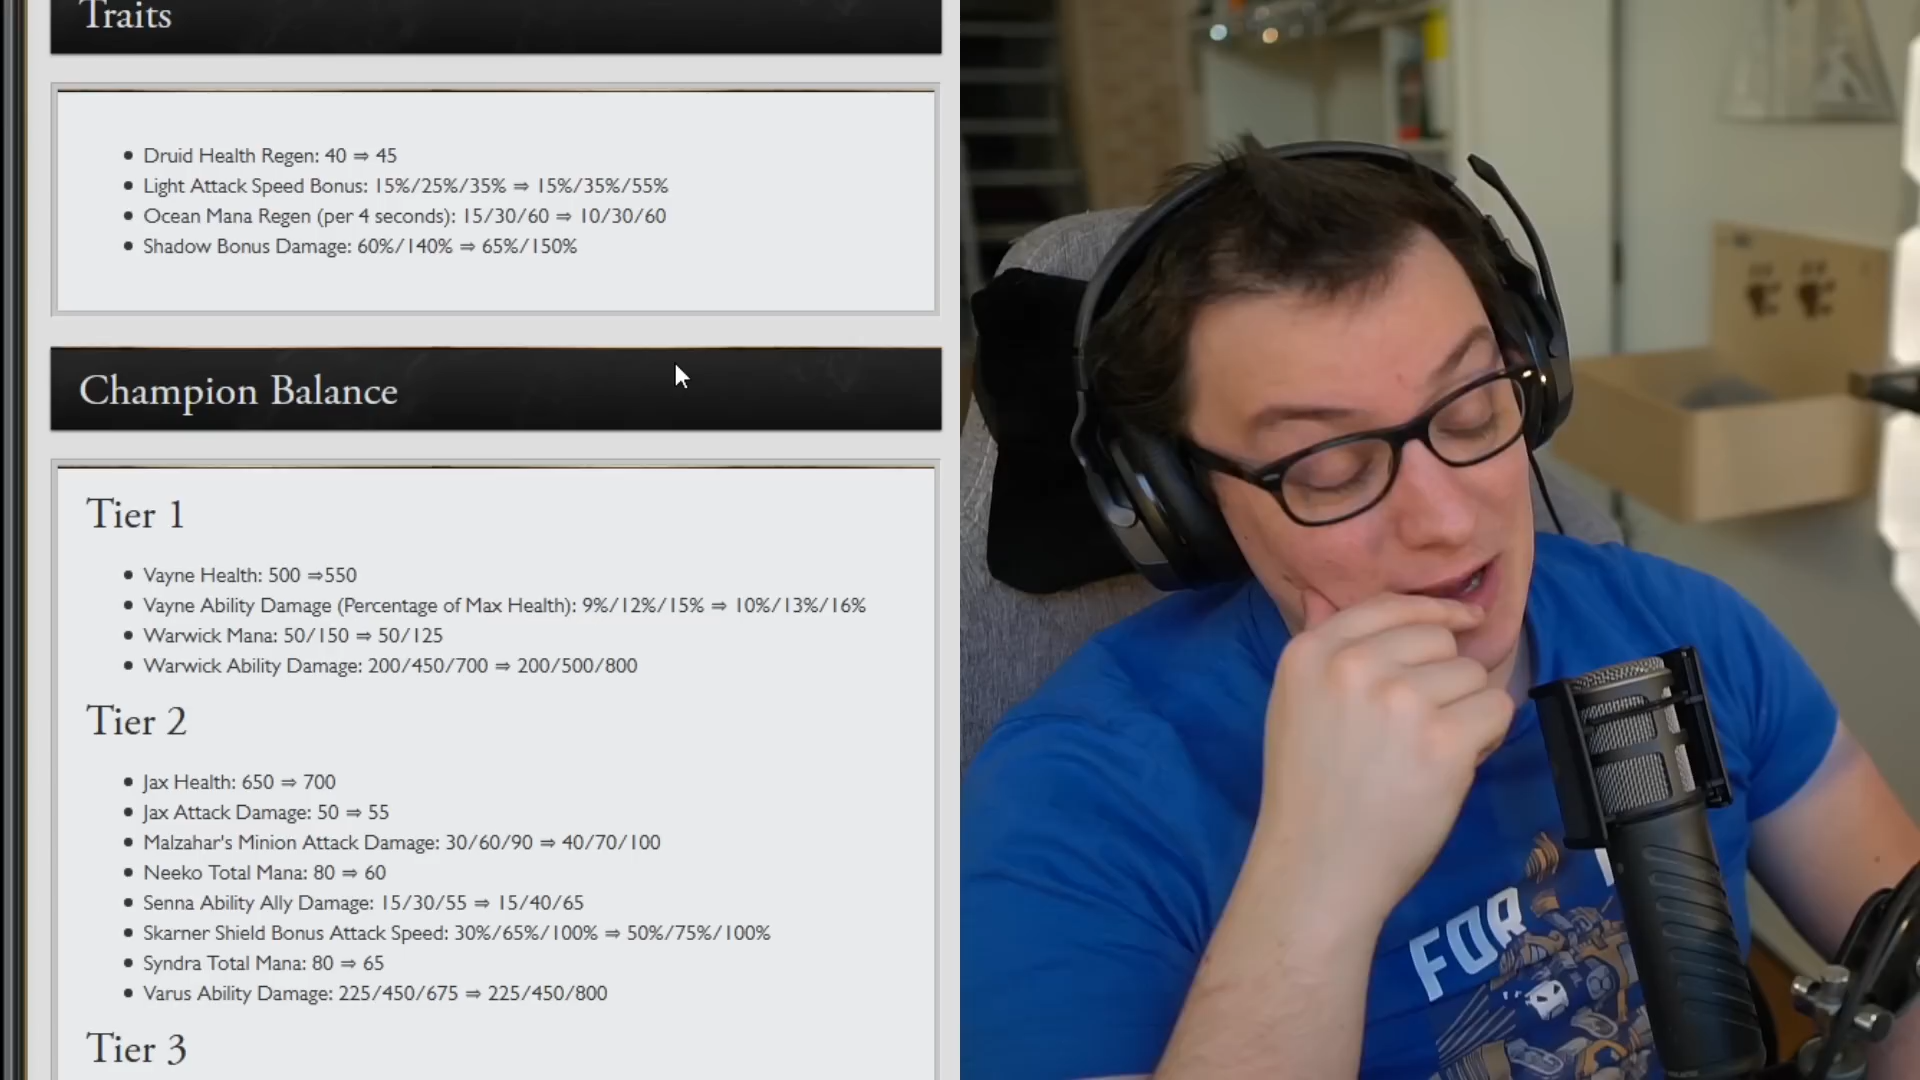 Traits
Druid Health Regen: 40 ⇒ 45
Light Attack Speed Bonus: 15%/25%/35% ⇒ 15%/35%/55%
Ocean Mana Regen (per 4 seconds): 15/30/60 ⇒ 10/30/60
Shadow Bonus Damage: 60%/140% ⇒ 65%/150%
Champion Balance
Tier 1
Vayne Health: 500 ⇒550
Vayne Ability Damage (Percentage of Max Health): 9%/12%/15% ⇒ 10%/13%/16%
Warwick Mana: 50/150 ⇒ 50/125
Warwick Ability Damage: 200/450/700 ⇒ 200/500/800
Tier 2
Jax Health: 650 ⇒ 700
Jax Attack Damage: 50 ⇒ 55
Malzahar's Minion Attack Damage: 30/60/90 ⇒ 40/70/100
Neeko Total Mana: 80 ⇒ 60
Senna Ability Ally Damage: 15/30/55 ⇒ 15/40/65
Skarner Shield Bonus Attack Speed: 30%/65%/100% ⇒ 50%/75%/100%
Syndra Total Mana: 80 ⇒ 65
Varus Ability Damage: 225/450/675 ⇒ 225/450/800
Tier 3
FOR